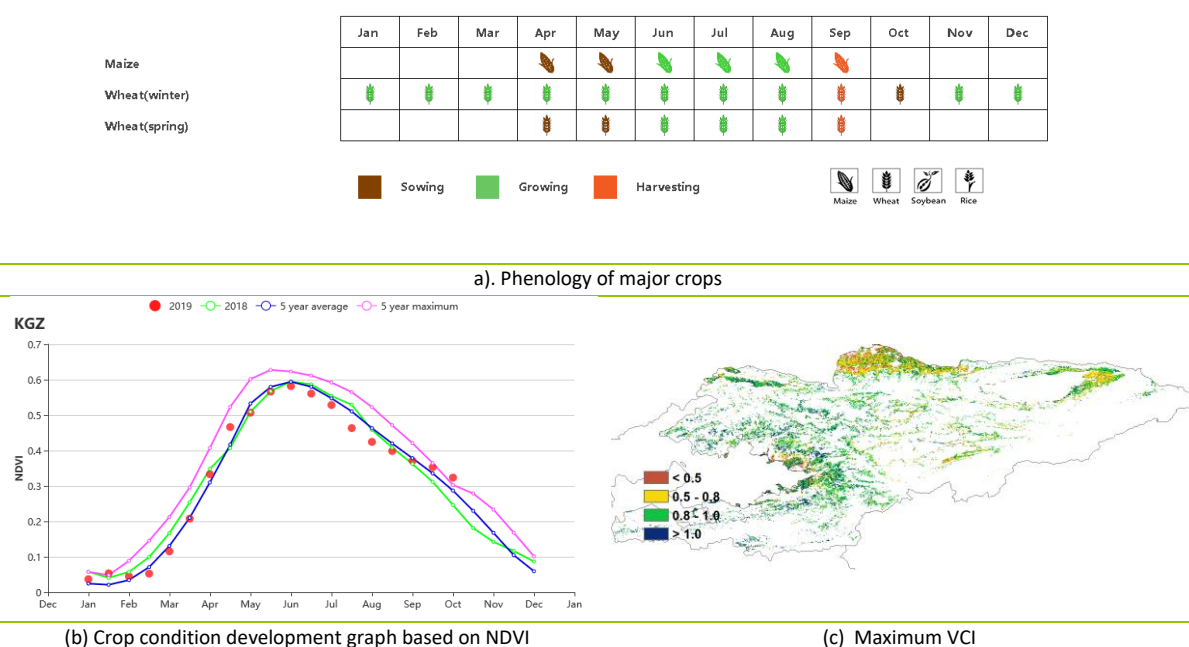 Jan Feb Mar Apr May Jun Jul Aug Sep Oct Nov Dec
Maize
Wheat(winter)
Wheat(spring)
Sowing Growing Harvesting
Maize Wheat Soybean Rice
a). Phenology of major crops
2019 2018 5 year average 5 year maximum
KGZ
0.7
0.6
0.5
0.4
0.3
0.2
0.1
0
NDVI
Dec Jan Feb Mar Apr May Jun Jul Aug Sep Oct Nov Dec Jan
< 0.5
0.5 - 0.8
0.8 - 1.0
> 1.0
(b) Crop condition development graph based on NDVI
(c) Maximum VCI